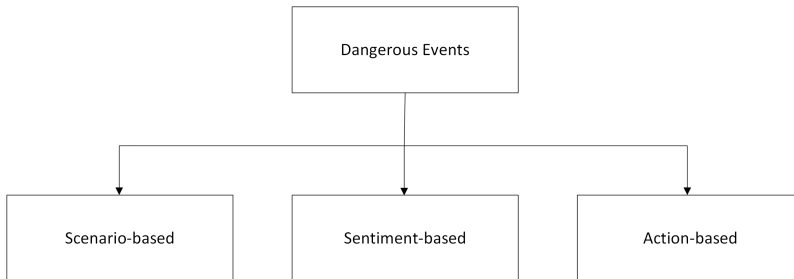 Dangerous Events
Scenario-based
Sentiment-based
Action-based